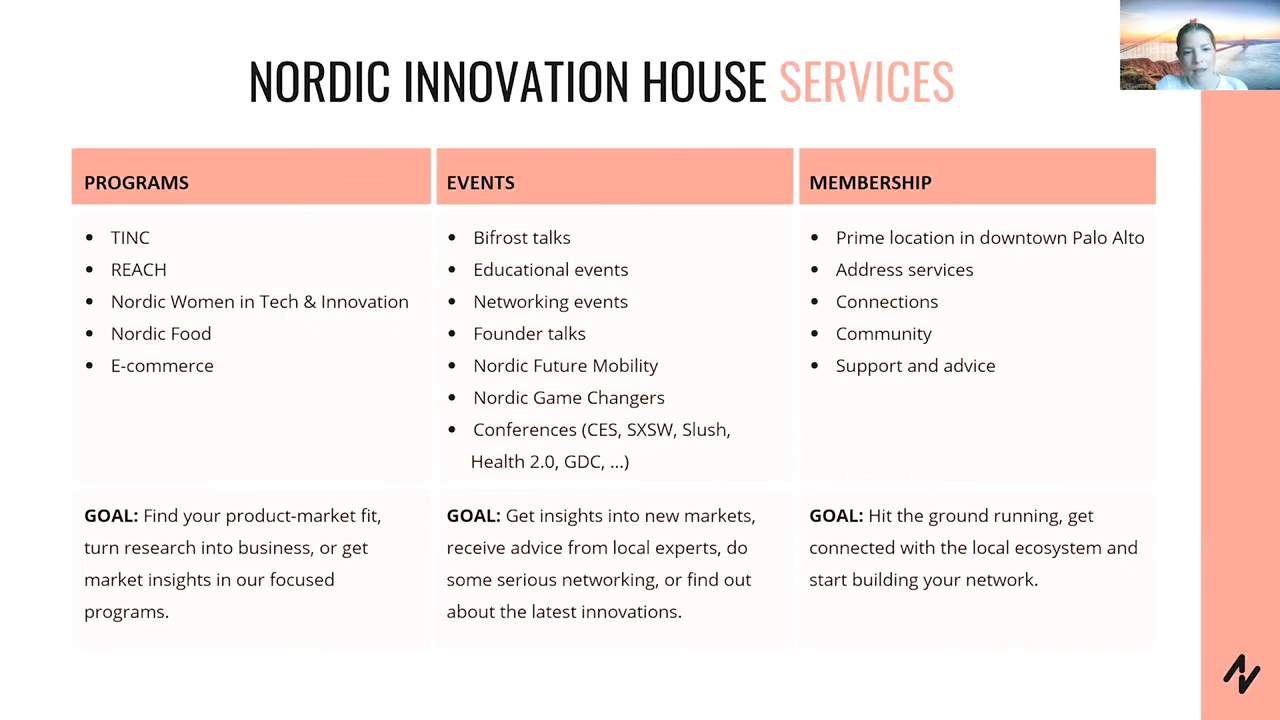 NORDIC INNOVATION HOUSE SERVICES
PROGRAMS
• TINC
• REACH
• Nordic Women in Tech & Innovation
• Nordic Food
• E-commerce
GOAL: Find your product-market fit,
turn research into business, or get
market insights in our focused
programs.
EVENTS
• Bifrost talks
• Educational events
• Networking events
• Founder talks
• Nordic Future Mobility
• Nordic Game Changers
• Conferences (CES, SXSW, Slush,
Health 2.0, GDC, ...)
GOAL: Get insights into new markets,
receive advice from local experts, do
some serious networking, or find out
about the latest innovations.
MEMBERSHIP
• Prime location in downtown Palo Alto
• Address services
• Connections
• Community
• Support and advice
GOAL: Hit the ground running, get
connected with the local ecosystem and
start building your network.